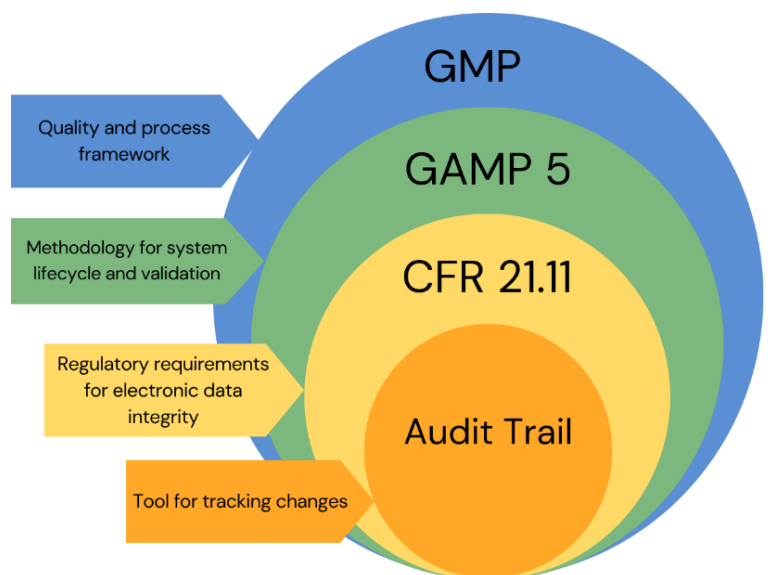 GMP
Quality and process
framework
GAMP 5
Methodology for system
lifecycle and validation
CFR 21.11
Regulatory requirements
for electronic data
integrity
Audit Trail
Tool for tracking changes